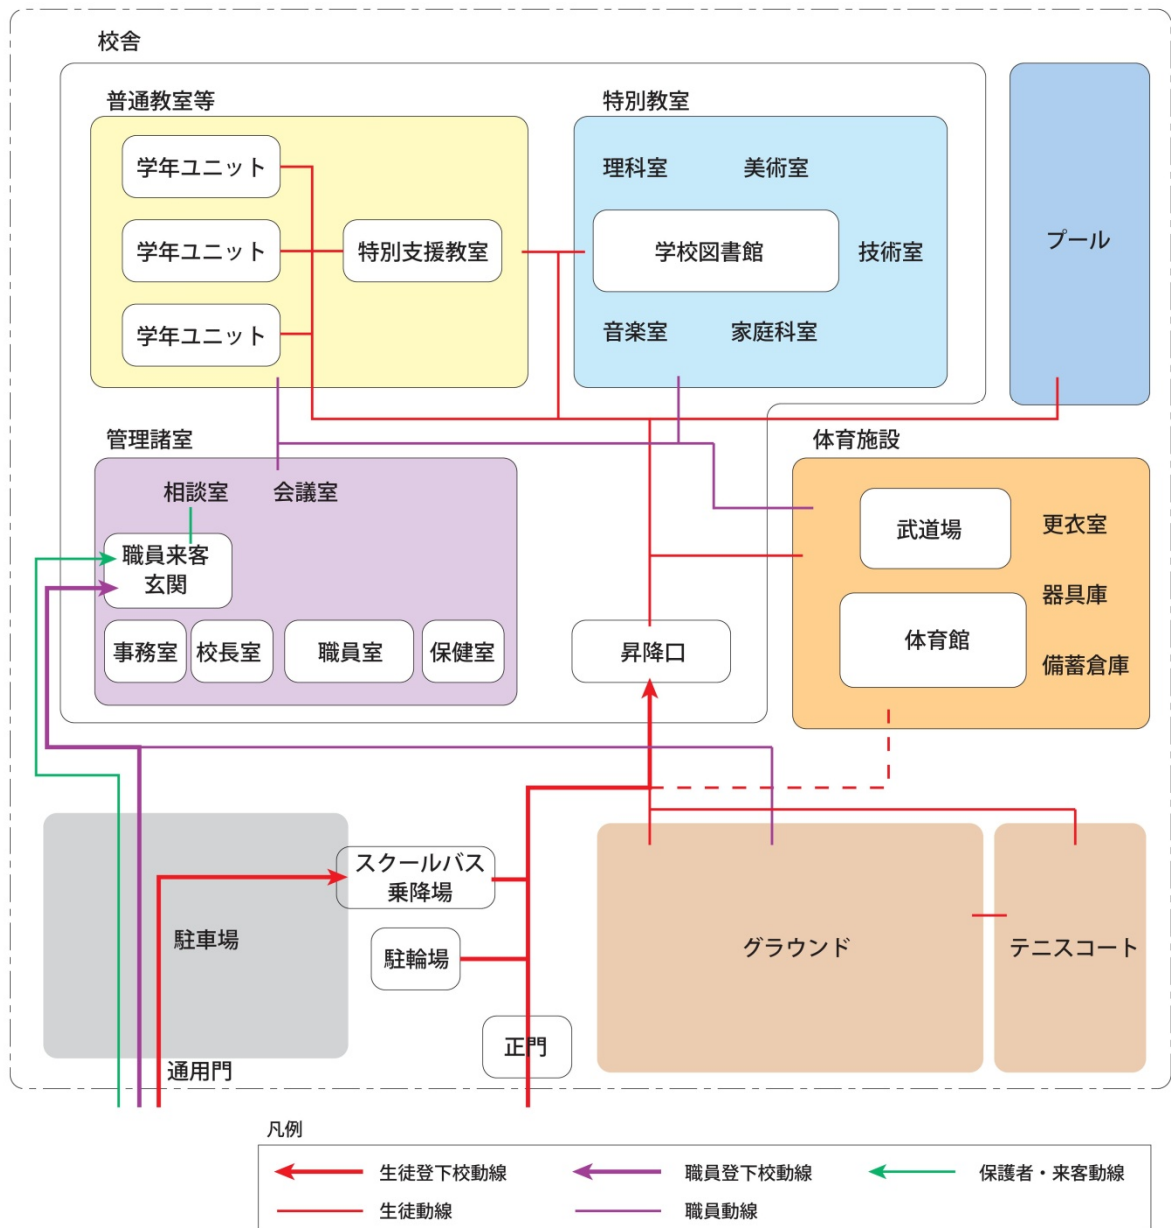 校舎
普通教室等
特別教室
学年ユニット
理科室
美術室
学年ユニット
特別支援教室
学校図書館
技術室
プール
学年ユニット
音楽室
家庭科室
管理諸室
体育施設
相談室
会議室
武道場
更衣室
職員来客
玄関
器具庫
事務室
校長室
職員室
保健室
昇降口
体育館
備蓄倉庫
スクールバス
乗降場
駐車場
駐輪場
グラウンド
テニスコート
正門
通用門
凡例
生徒登下校動線
職員登下校動線
保護者・来客動線
生徒動線
職員動線